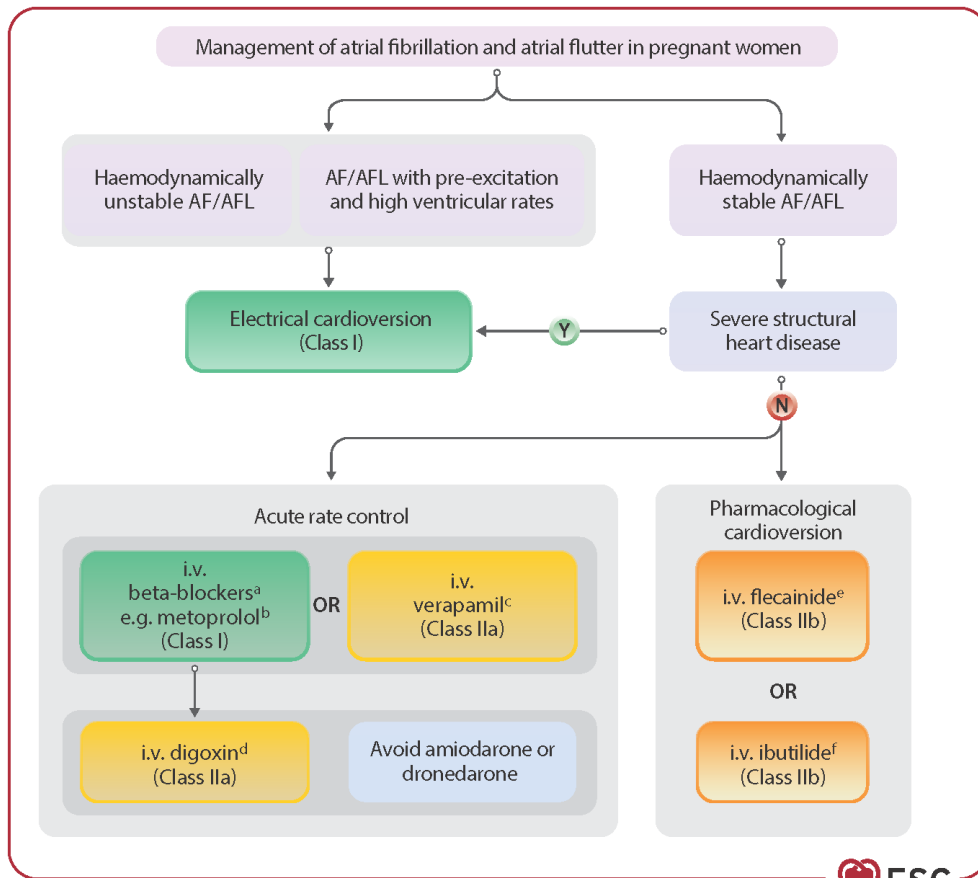 Management of atrial fibrillation and atrial flutter in pregnant women
Haemodynamically
unstable AF/AFL
AF/AFL with pre-excitation
and high ventricular rates
Haemodynamically
stable AF/AFL
Electrical cardioversion
(Class I)
Y
Severe structural
heart disease
N
Acute rate control
i.v.
beta-blockersᵃ
e.g. metoprololᵇ
(Class I)
OR
i.v.
verapamilᶜ
(Class IIa)
i.v. digoxinᵈ
(Class IIa)
Avoid amiodarone or
dronedarone
Pharmacological
cardioversion
i.v. flecainideᵉ
(Class IIb)
OR
i.v. ibutilideᶠ
(Class IIb)
ESC